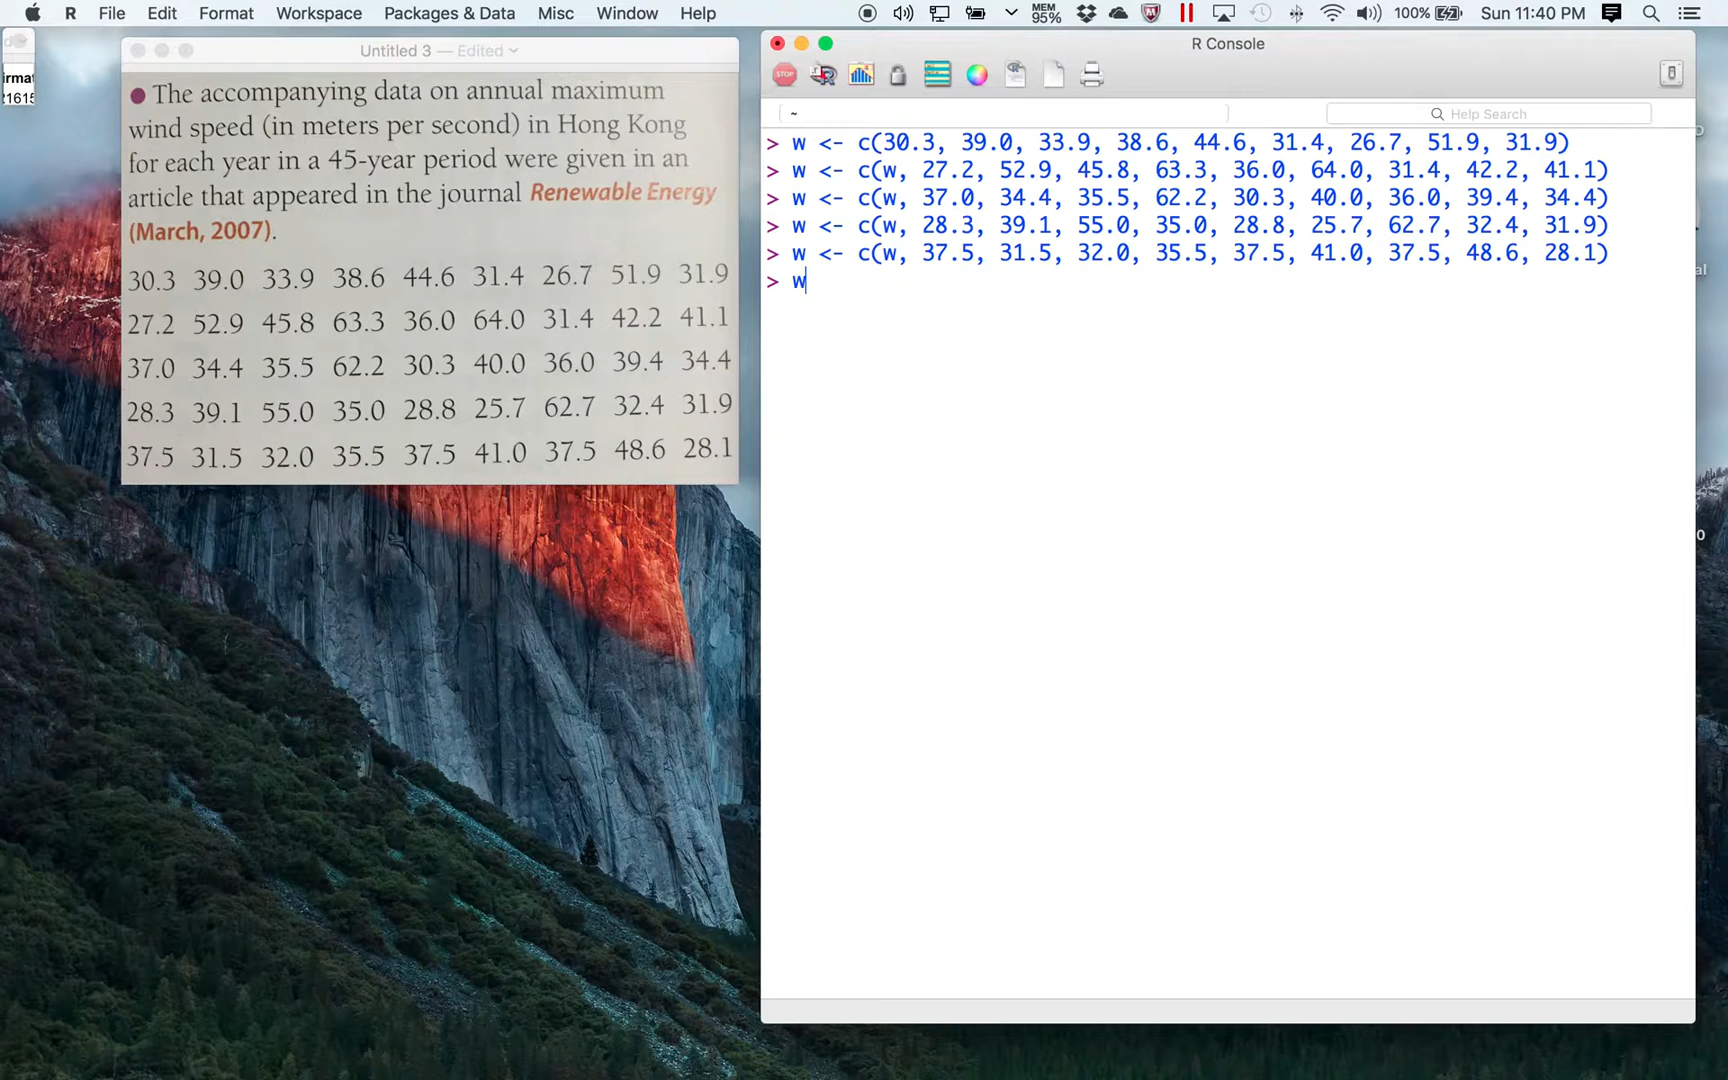 R File Edit Format Workspace Packages & Data Misc Window Help MEM 95% 100% Sun 11:40 PM
Untitled 3 — Edited
R Console
irmat
21615
STOP
~
Help Search
● The accompanying data on annual maximum
wind speed (in meters per second) in Hong Kong
for each year in a 45-year period were given in an
article that appeared in the journal Renewable Energy
(March, 2007).
30.3 39.0 33.9 38.6 44.6 31.4 26.7 51.9 31.9
27.2 52.9 45.8 63.3 36.0 64.0 31.4 42.2 41.1
37.0 34.4 35.5 62.2 30.3 40.0 36.0 39.4 34.4
28.3 39.1 55.0 35.0 28.8 25.7 62.7 32.4 31.9
37.5 31.5 32.0 35.5 37.5 41.0 37.5 48.6 28.1
> w <- c(30.3, 39.0, 33.9, 38.6, 44.6, 31.4, 26.7, 51.9, 31.9)
> w <- c(w, 27.2, 52.9, 45.8, 63.3, 36.0, 64.0, 31.4, 42.2, 41.1)
> w <- c(w, 37.0, 34.4, 35.5, 62.2, 30.3, 40.0, 36.0, 39.4, 34.4)
> w <- c(w, 28.3, 39.1, 55.0, 35.0, 28.8, 25.7, 62.7, 32.4, 31.9)
> w <- c(w, 37.5, 31.5, 32.0, 35.5, 37.5, 41.0, 37.5, 48.6, 28.1)
> w
al
0